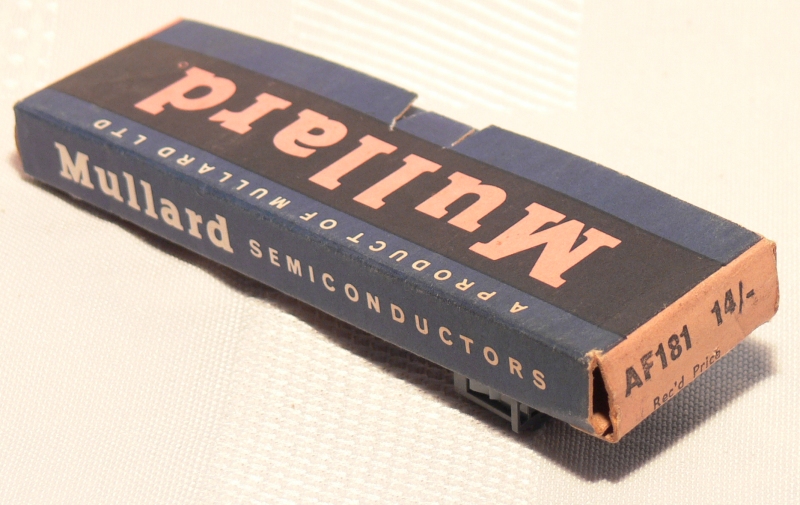 Mullard
A PRODUCT OF MULLARD LTD
Mullard SEMICONDUCTORS
AF181 14/-
Rec'd Price